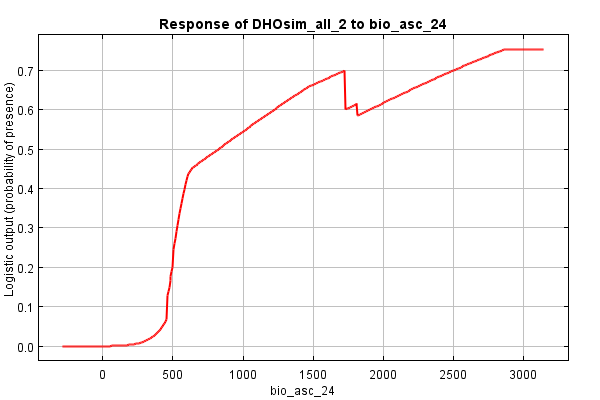 Response of DHOsim_all_2 to bio_asc_24
Logistic output (probability of presence)
0.7
0.6
0.5
0.4
0.3
0.2
0.1
0.0
0 500 1000 1500 2000 2500 3000
bio_asc_24